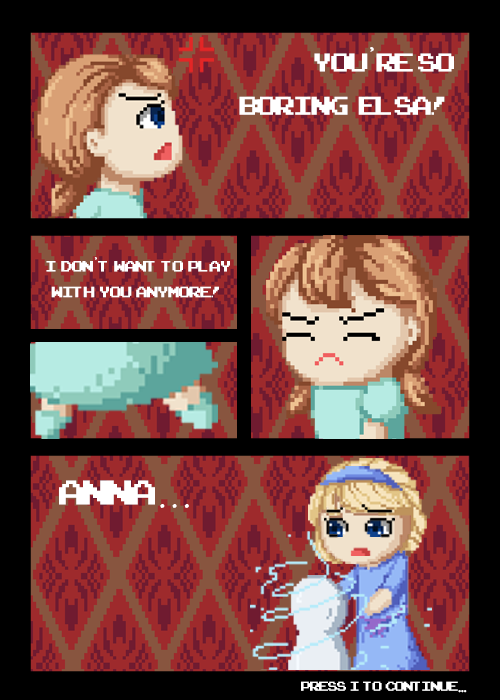 YOU'RE SO
BORING ELSA!
I DON'T WANT TO PLAY
WITH YOU ANYMORE!
ANNA...
PRESS I TO CONTINUE...